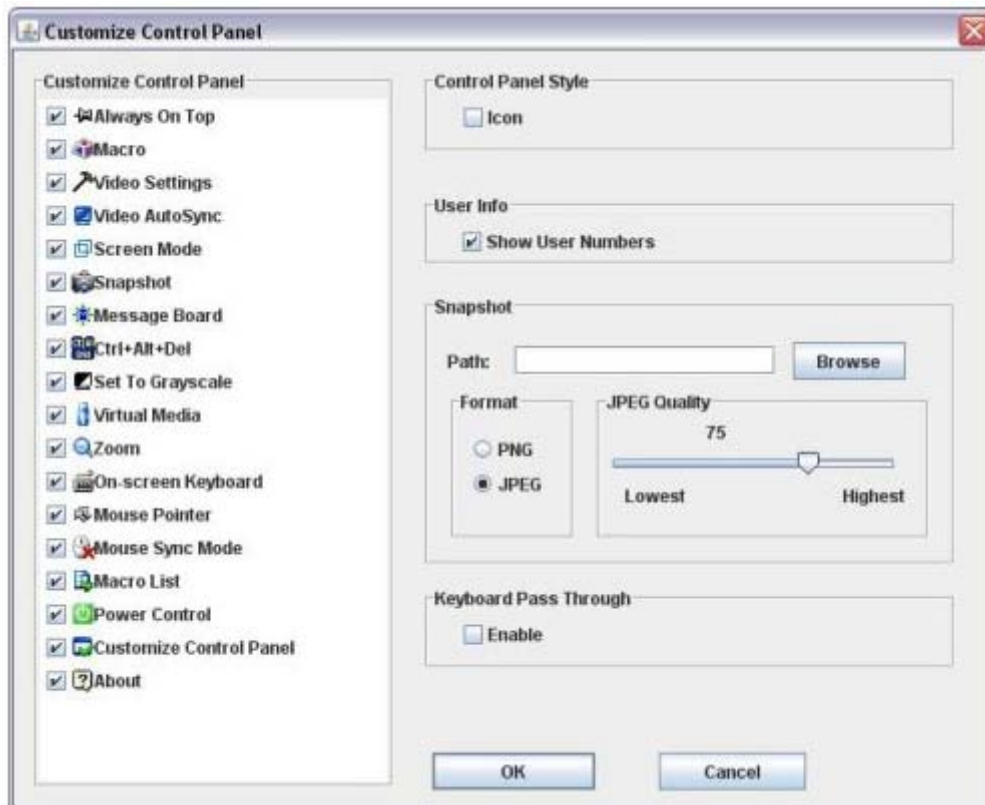 Customize Control Panel
Customize Control Panel
Always On Top
Macro
Video Settings
Video AutoSync
Screen Mode
Snapshot
Message Board
Ctrl+Alt+Del
Set To Grayscale
Virtual Media
Zoom
On-screen Keyboard
Mouse Pointer
Mouse Sync Mode
Macro List
Power Control
Customize Control Panel
About
Control Panel Style
Icon
User Info
Show User Numbers
Snapshot
Path:
Browse
Format
PNG
JPEG
JPEG Quality
75
Lowest
Highest
Keyboard Pass Through
Enable
OK
Cancel